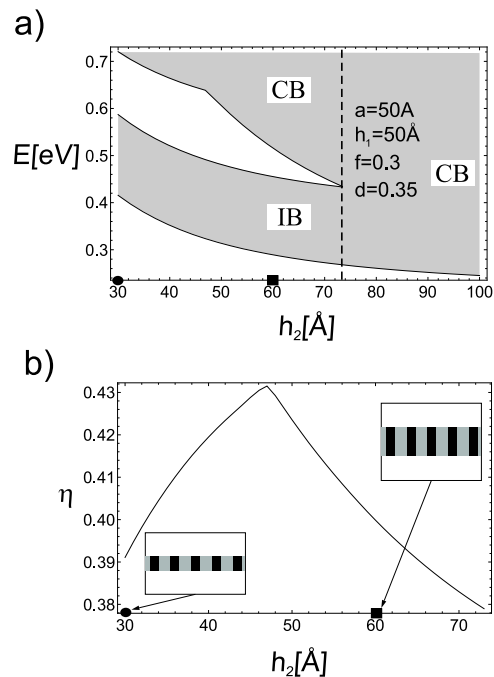 a)
0.7
0.6
0.5
0.4
0.3
E[eV]
CB
a=50A
h₁=50Å
f=0.3
d=0.35
CB
IB
30 40 50 60 70 80 90 100
h₂[Å]
b)
0.43
0.42
0.41
0.40
0.39
0.38
η
30 40 50 60 70
h₂[Å]